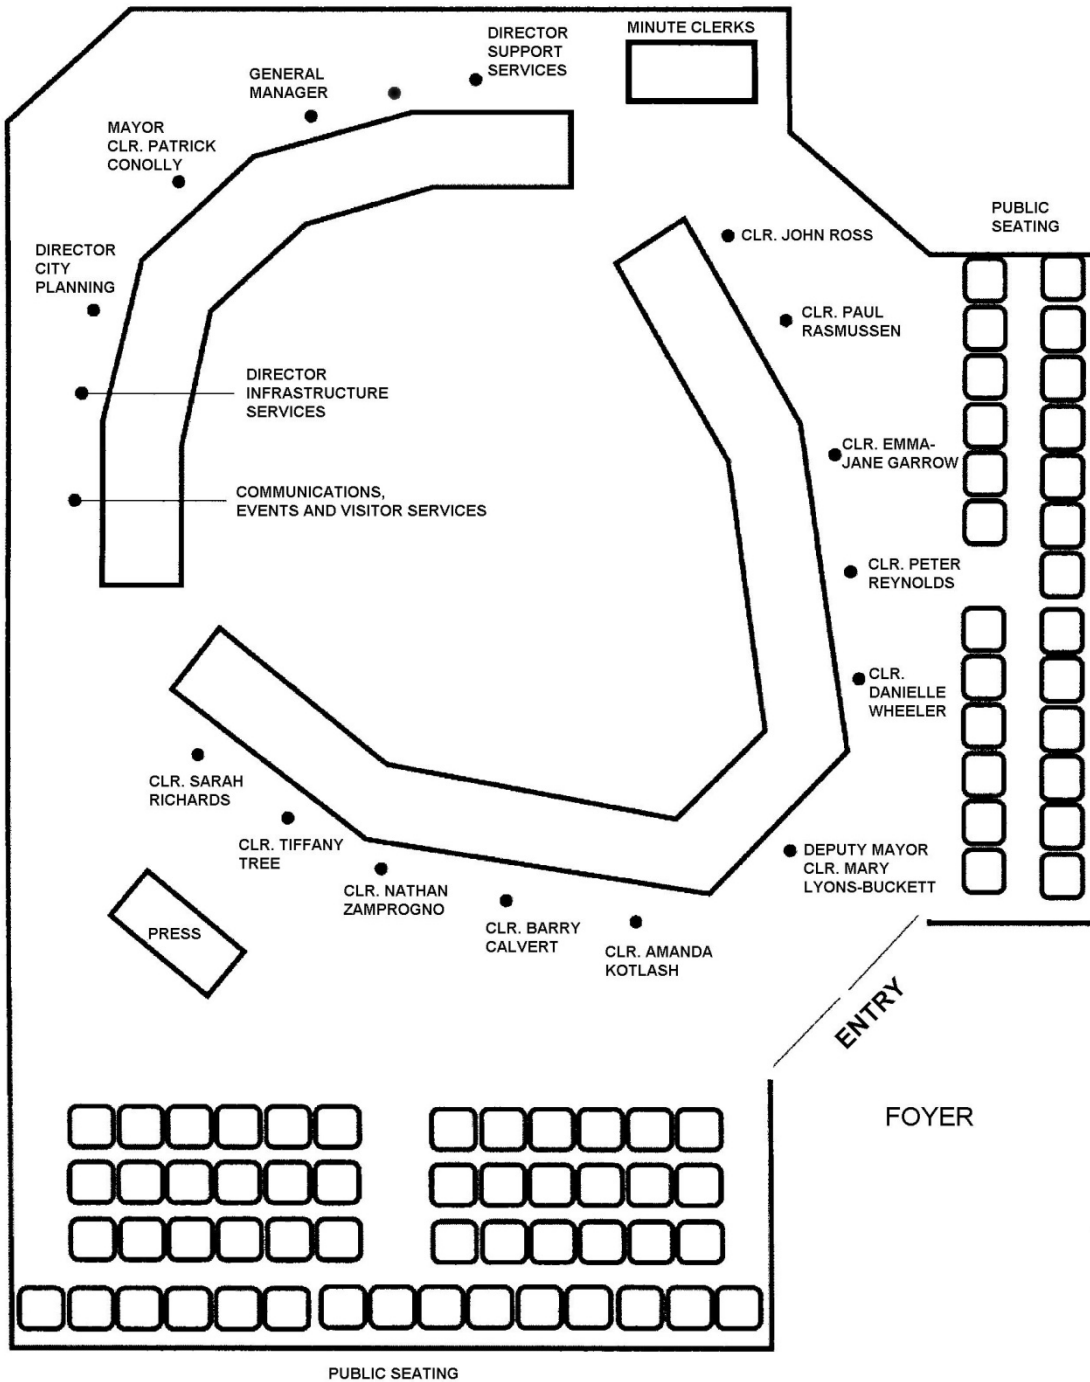 MINUTE CLERKS
DIRECTOR
SUPPORT
SERVICES
GENERAL
MANAGER
MAYOR
CLR. PATRICK
CONOLLY
DIRECTOR
CITY
PLANNING
DIRECTOR
INFRASTRUCTURE
SERVICES
COMMUNICATIONS,
EVENTS AND VISITOR SERVICES
PUBLIC
SEATING
CLR. JOHN ROSS
CLR. PAUL
RASMUSSEN
CLR. EMMA-
JANE GARROW
CLR. PETER
REYNOLDS
CLR.
DANIELLE
WHEELER
DEPUTY MAYOR
CLR. MARY
LYONS-BUCKETT
CLR. SARAH
RICHARDS
CLR. TIFFANY
TREE
CLR. NATHAN
ZAMPROGNO
CLR. BARRY
CALVERT
CLR. AMANDA
KOTLASH
PRESS
ENTRY
FOYER
PUBLIC SEATING